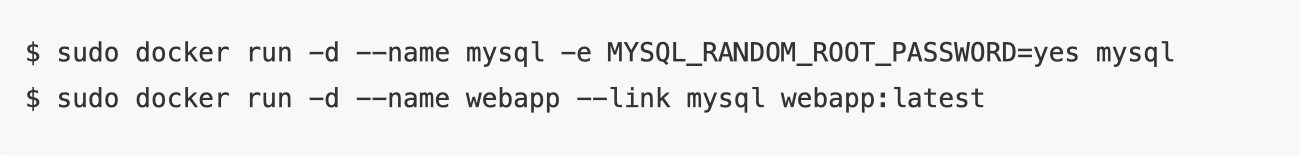 $ sudo docker run -d --name mysql -e MYSQL_RANDOM_ROOT_PASSWORD=yes mysql
$ sudo docker run -d --name webapp --link mysql webapp:latest